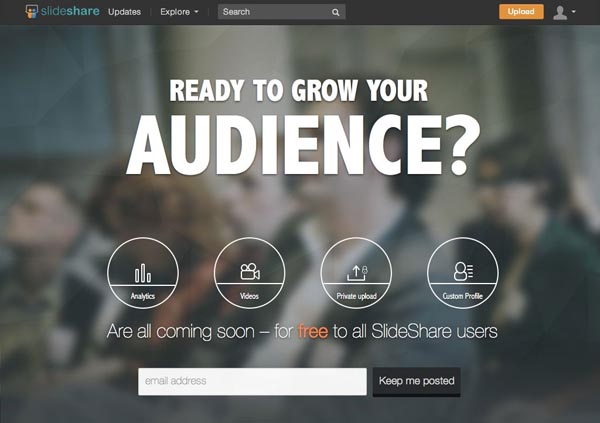 slideshare Updates Explore Search Upload
READY TO GROW YOUR
AUDIENCE?
Analytics Videos Private upload Custom Profile
Are all coming soon – for free to all SlideShare users
email address Keep me posted